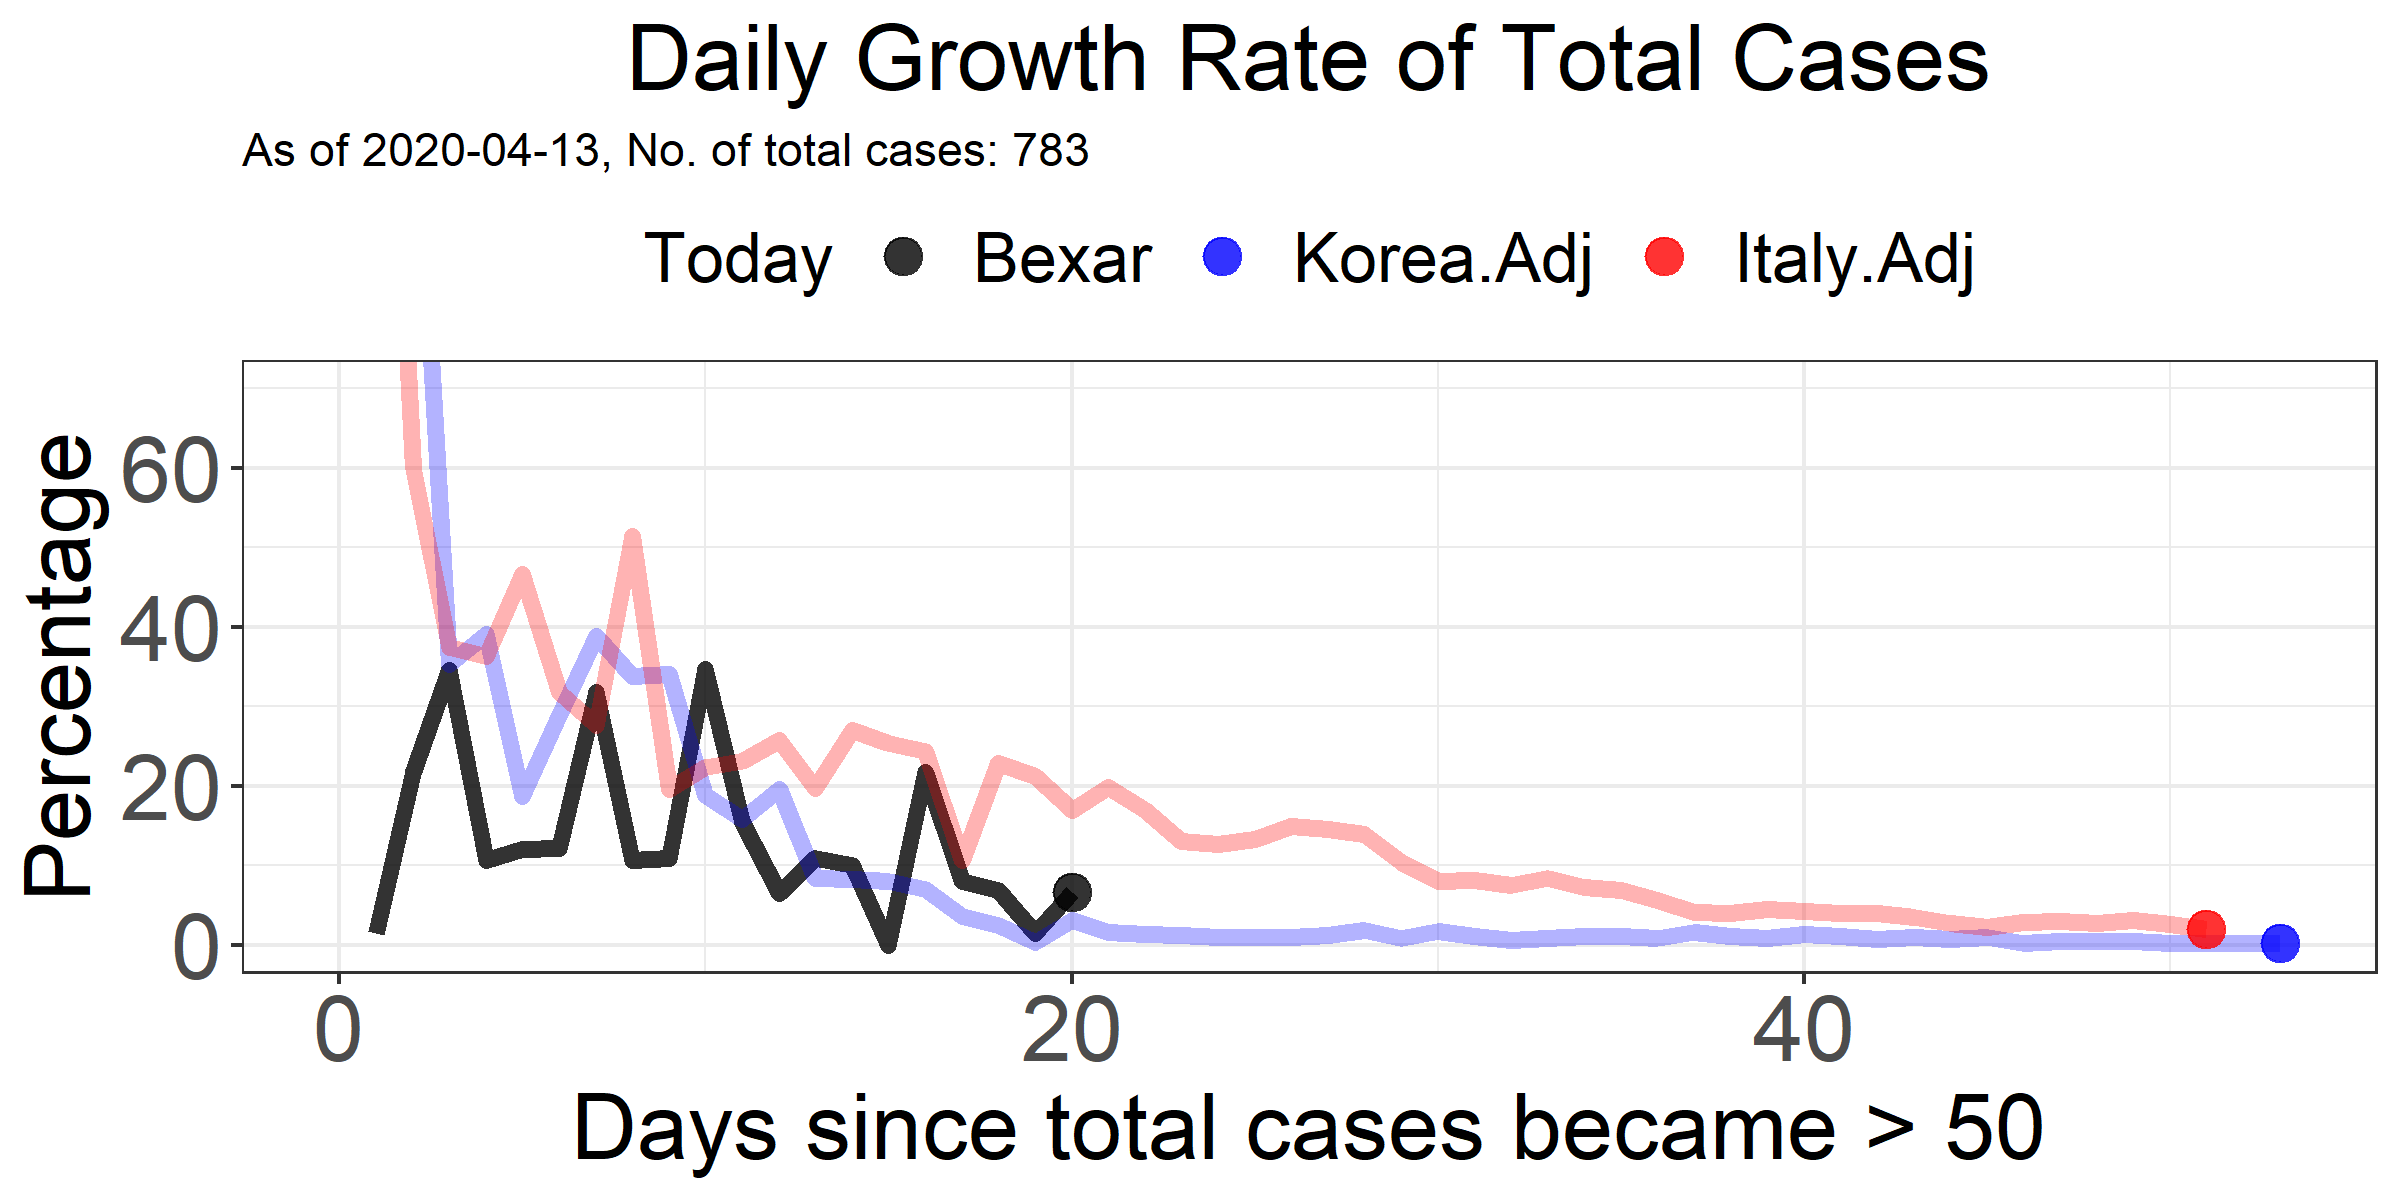 Daily Growth Rate of Total Cases
As of 2020-04-13, No. of total cases: 783
Today Bexar Korea.Adj Italy.Adj
Percentage
60
40
20
0
0 20 40
Days since total cases became > 50